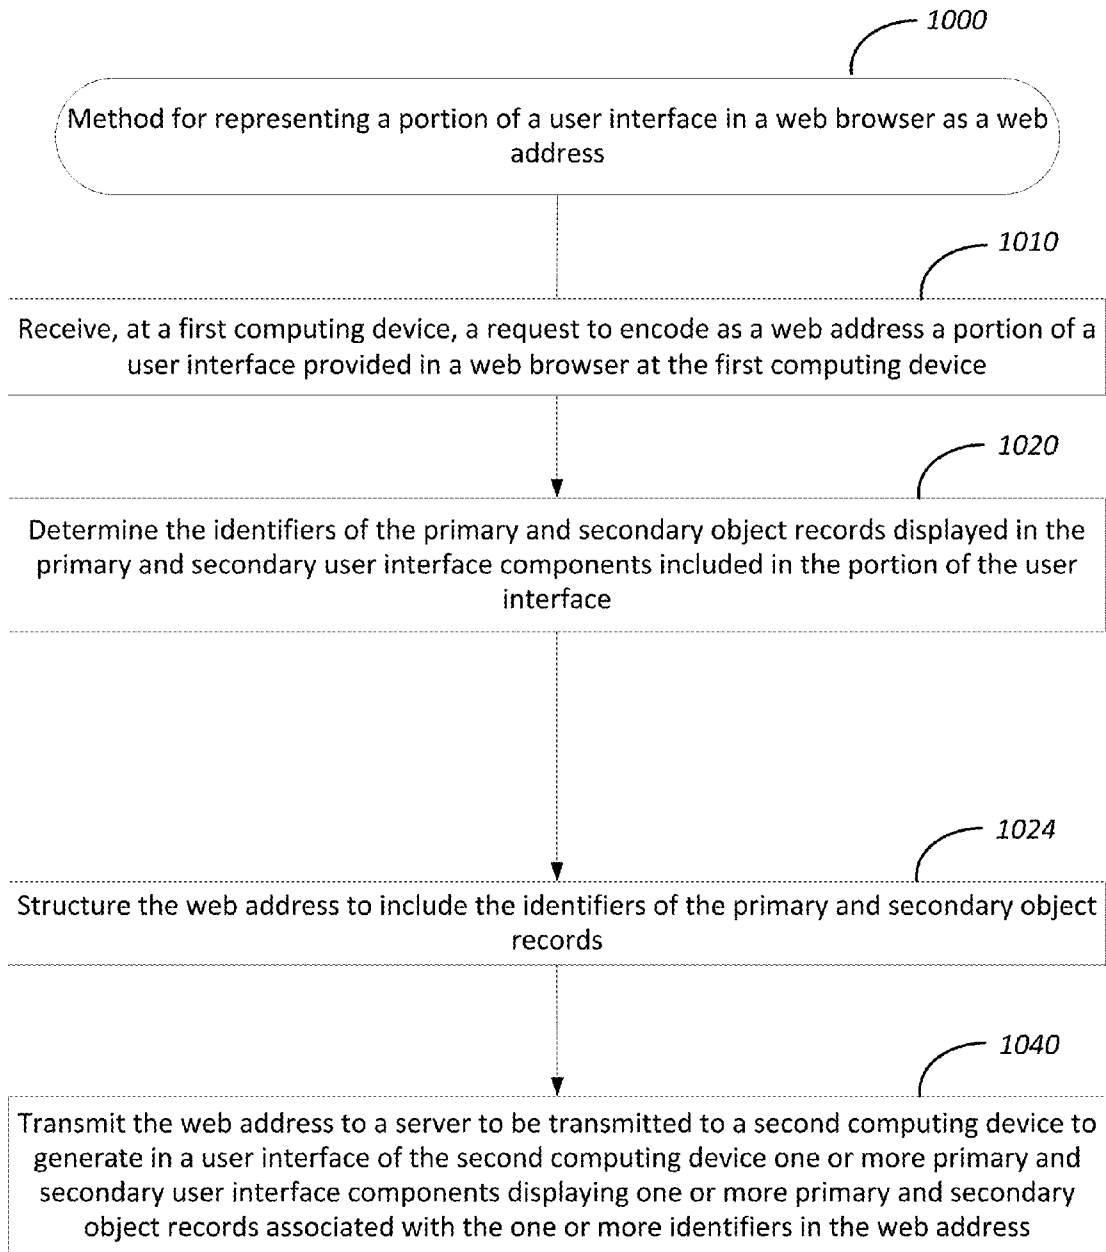 1000
Method for representing a portion of a user interface in a web browser as a web
address
1010
Receive, at a first computing device, a request to encode as a web address a portion of a
user interface provided in a web browser at the first computing device
1020
Determine the identifiers of the primary and secondary object records displayed in the
primary and secondary user interface components included in the portion of the user
interface
1024
Structure the web address to include the identifiers of the primary and secondary object
records
1040
Transmit the web address to a server to be transmitted to a second computing device to
generate in a user interface of the second computing device one or more primary and
secondary user interface components displaying one or more primary and secondary
object records associated with the one or more identifiers in the web address